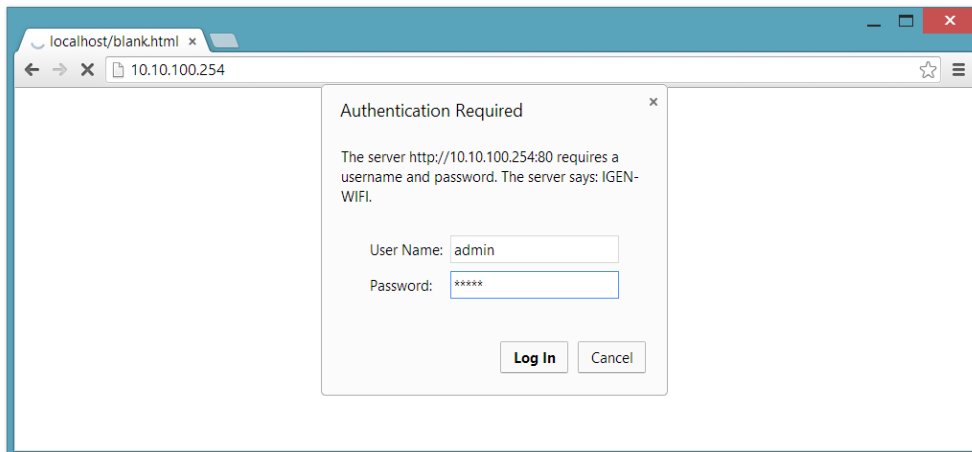 localhost/blank.html ×
10.10.100.254
Authentication Required
The server http://10.10.100.254:80 requires a
username and password. The server says: IGEN-
WIFI.
User Name: admin
Password: *****
Log In Cancel